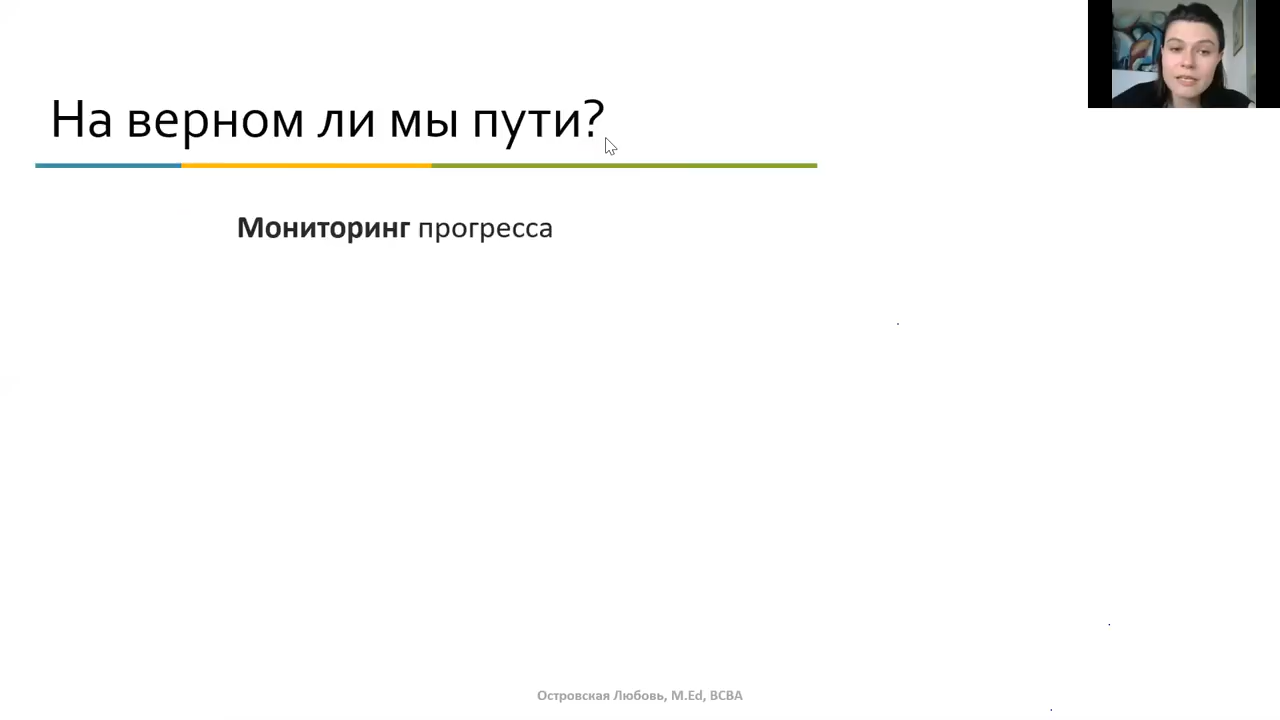 На верном ли мы пути?
Мониторинг прогресса
Островская Любовь, M.Ed, BCBA